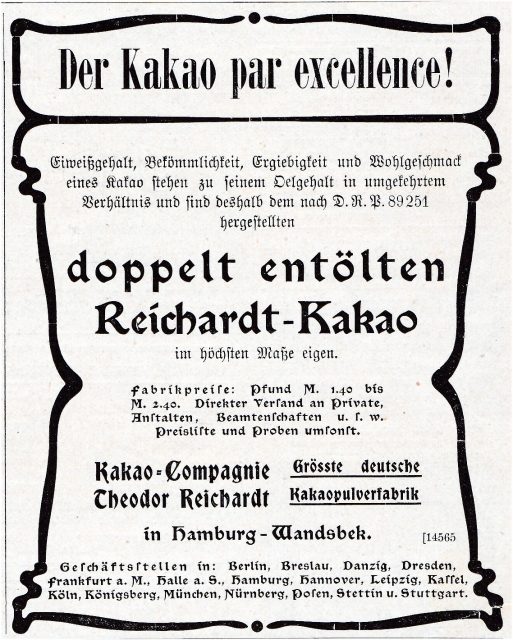 Der Kakao par excellence!
Eiweißgehalt, Bekömmlichkeit, Ergiebigkeit und Wohlgeschmack
eines Kakao stehen zu seinem Oelgehalt in umgekehrtem
Verhältnis und sind deshalb dem nach D. R. P. 89251
hergestellten
doppelt entölten
Reichardt-Kakao
im höchsten Maße eigen.
Fabrikpreise: Pfund M. 1.40 bis
M. 2.40. Direkter Versand an Private,
Anstalten, Beamtenschaften u. s. w.
Preisliste und Proben umsonst.
Kakao-Compagnie
Theodor Reichardt
Grösste deutsche
Kakaopulverfabrik
in Hamburg-Wandsbek.
[14565
Geschäftsstellen in: Berlin, Breslau, Danzig, Dresden,
Frankfurt a. M., Halle a. S., Hamburg, Hannover, Leipzig, Kassel,
Köln, Königsberg, München, Nürnberg, Posen, Stettin u. Stuttgart.